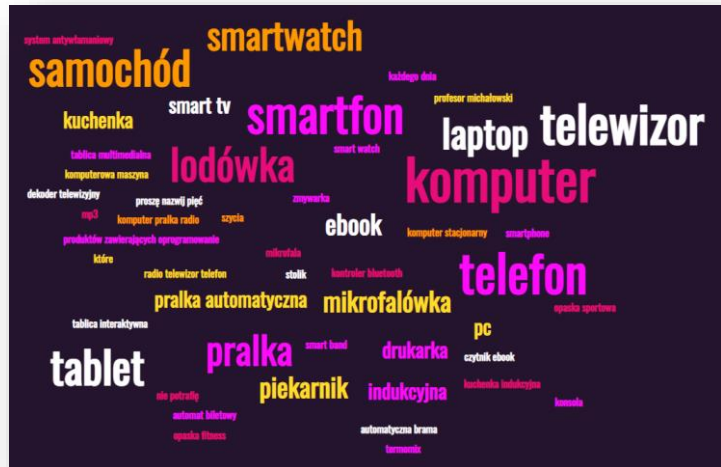 system antywłamaniowy
smartwatch
samochód
każdego dnia
smart tv
smartfon
profesor michałowski
kuchenka
laptop
telewizor
tablica multimedialna
lodówka
smart watch
komputer
komputerowa maszyna
dekoder telewizyjny
proszę nazwij pięć
zmywarka
mp3
komputer pralka radio
szycia
ebook
komputer stacjonarny
smartphone
produktów zawierających oprogramowanie
które
mikrofala
radio telewizor telefon
stolik
kontroler bluetooth
telefon
pralka automatyczna
mikrofalówka
opaska sportowa
tablica interaktywna
pc
pralka
smart band
drukarka
czytnik ebook
tablet
piekarnik
indukcyjna
kuchenka indukcyjna
nie potrafię
konsola
automat biletowy
opaska fitness
automatyczna brama
termomix